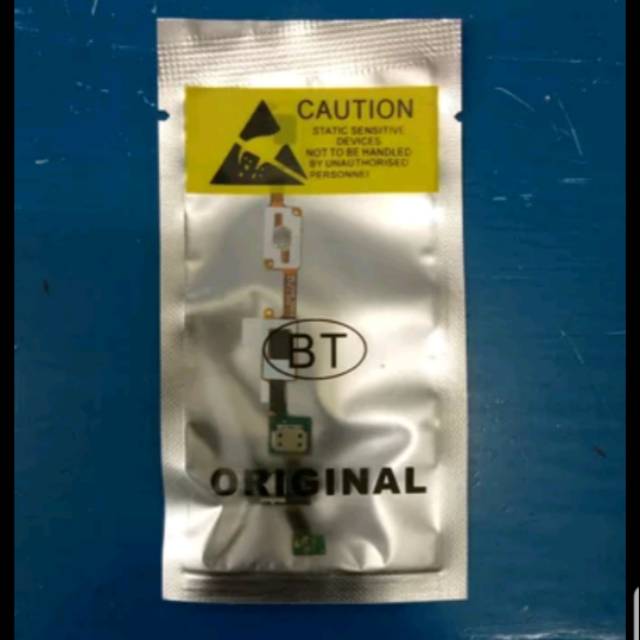 CAUTION
STATIC SENSITIVE
DEVICES
NOT TO BE HANDLED
BY UNAUTHORISED
PERSONNEL
BT
ORIGINAL